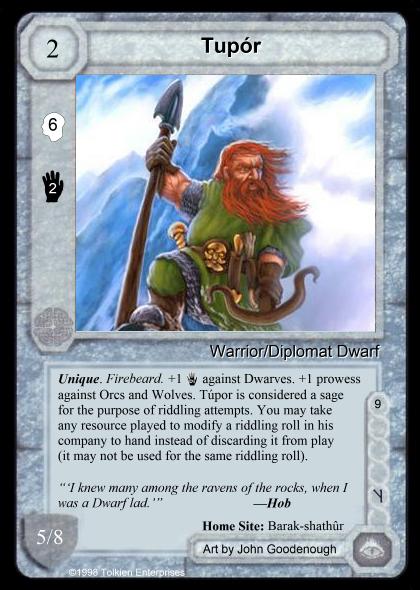 2
Tupór
6
2
Warrior/Diplomat Dwarf
Unique. Firebeard. +1 against Dwarves. +1 prowess
against Orcs and Wolves. Túpor is considered a sage
for the purpose of riddling attempts. You may take
any resource played to modify a riddling roll in his
company to hand instead of discarding it from play
(it may not be used for the same riddling roll).
9
“‘I knew many among the ravens of the rocks, when I
was a Dwarf lad.’” —Hob
Home Site: Barak-shathûr
5/8
Art by John Goodenough
©1998 Tolkien Enterprises